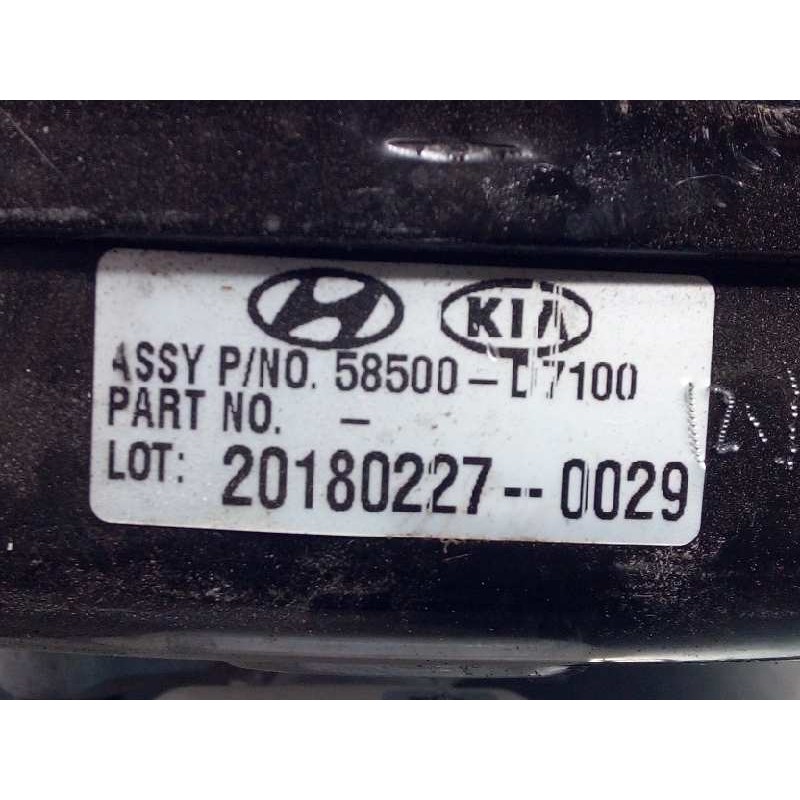 KIA
ASSY P/NO. 58500-D7100
PART NO. -
LOT: 20180227--0029